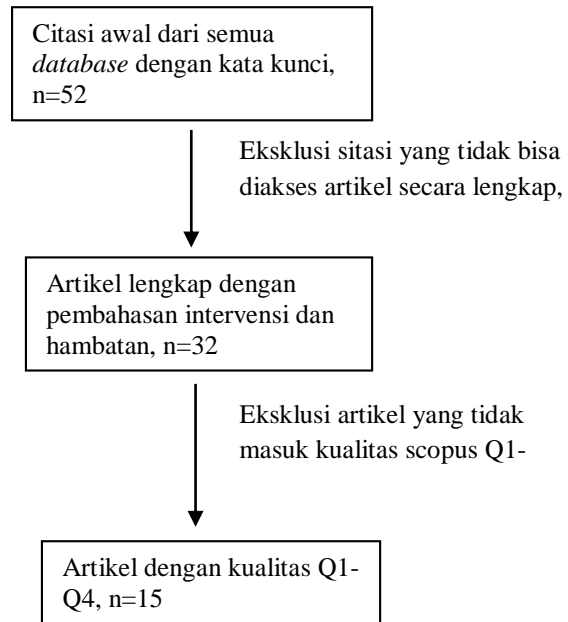 Citasi awal dari semua
database dengan kata kunci,
n=52
Eksklusi sitasi yang tidak bisa
diakses artikel secara lengkap,
Artikel lengkap dengan
pembahasan intervensi dan
hambatan, n=32
Eksklusi artikel yang tidak
masuk kualitas scopus Q1-
Artikel dengan kualitas Q1-
Q4, n=15